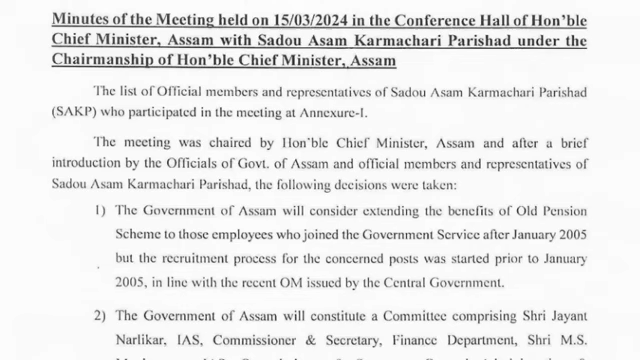 Minutes of the Meeting held on 15/03/2024 in the Conference Hall of Hon'ble
Chief Minister, Assam with Sadou Asam Karmachari Parishad under the
Chairmanship of Hon'ble Chief Minister, Assam
The list of Official members and representatives of Sadou Asam Karmachari Parishad
(SAKP) who participated in the meeting at Annexure-I.
The meeting was chaired by Hon'ble Chief Minister, Assam and after a brief
introduction by the Officials of Govt. of Assam and official members and representatives of
Sadou Asam Karmachari Parishad, the following decisions were taken:
1) The Government of Assam will consider extending the benefits of Old Pension
Scheme to those employees who joined the Government Service after January 2005
but the recruitment process for the concerned posts was started prior to January
2005, in line with the recent OM issued by the Central Government.
2) The Government of Assam will constitute a Committee comprising Shri Jayant
Narlikar, IAS, Commissioner & Secretary, Finance Department, Shri M.S.